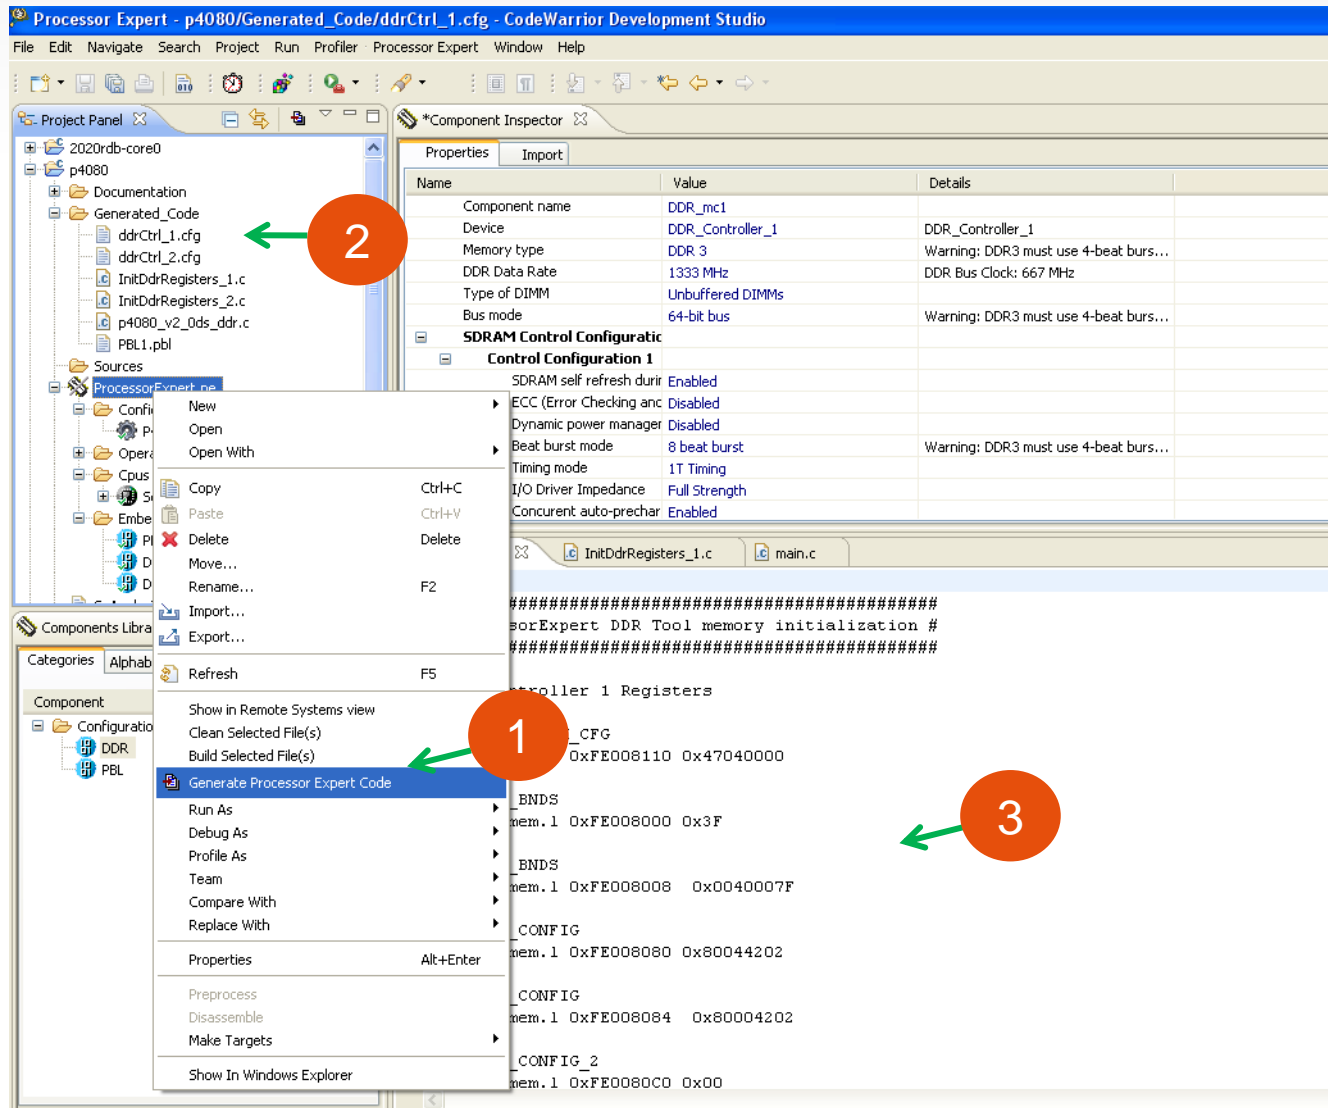 Processor Expert - p4080/Generated_Code/ddrCtrl_1.cfg - CodeWarrior Development Studio
File Edit Navigate Search Project Run Profiler Processor Expert Window Help
Project Panel
2020rdb-core0
p4080
Documentation
Generated_Code
ddrCtrl_1.cfg
ddrCtrl_2.cfg
InitDdrRegisters_1.c
InitDdrRegisters_2.c
p4080_v2_0ds_ddr.c
PBL1.pbl
Sources
ProcessorExpert.pe
Confi
P
Opera
Cpus
S
Embe
P
D
D
2
*Component Inspector
Properties Import
Name Value Details
Component name DDR_mc1
Device DDR_Controller_1 DDR_Controller_1
Memory type DDR 3 Warning: DDR3 must use 4-beat burs...
DDR Data Rate 1333 MHz DDR Bus Clock: 667 MHz
Type of DIMM Unbuffered DIMMs
Bus mode 64-bit bus Warning: DDR3 must use 4-beat burs...
SDRAM Control Configuratic
Control Configuration 1
SDRAM self refresh durir Enabled
ECC (Error Checking anc Disabled
Dynamic power manager Disabled
Beat burst mode 8 beat burst Warning: DDR3 must use 4-beat burs...
Timing mode 1T Timing
I/O Driver Impedance Full Strength
Concurent auto-prechar Enabled
New
Open
Open With
Copy Ctrl+C
Paste Ctrl+V
Delete Delete
Move...
Rename... F2
Import...
Export...
Refresh F5
Show in Remote Systems view
Clean Selected File(s)
Build Selected File(s)
Generate Processor Expert Code
Run As
Debug As
Profile As
Team
Compare With
Replace With
Properties Alt+Enter
Preprocess
Disassemble
Make Targets
Show In Windows Explorer
1
Components Libra
Categories Alphab
Component
Configuratio
DDR
PBL
InitDdrRegisters_1.c main.c
##########################################
sorExpert DDR Tool memory initialization #
##########################################
ntroller 1 Registers
_CFG
0xFE008110 0x47040000
_BNDS
mem.l 0xFE008000 0x3F
_BNDS
mem.l 0xFE008008 0x0040007F
_CONFIG
mem.l 0xFE008080 0x80044202
_CONFIG
mem.l 0xFE008084 0x80004202
_CONFIG_2
mem.l 0xFE0080C0 0x00
3